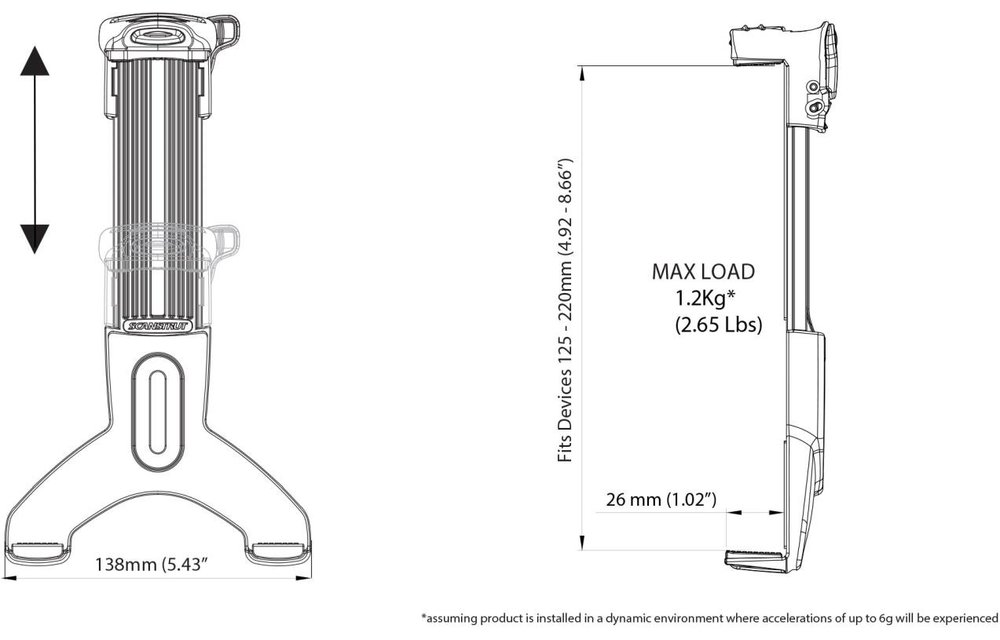 SCANSTRUT
138mm (5.43”
Fits Devices 125 - 220mm (4.92 - 8.66”)
MAX LOAD
1.2Kg*
(2.65 Lbs)
26 mm (1.02”)
*assuming product is installed in a dynamic environment where accelerations of up to 6g will be experienced